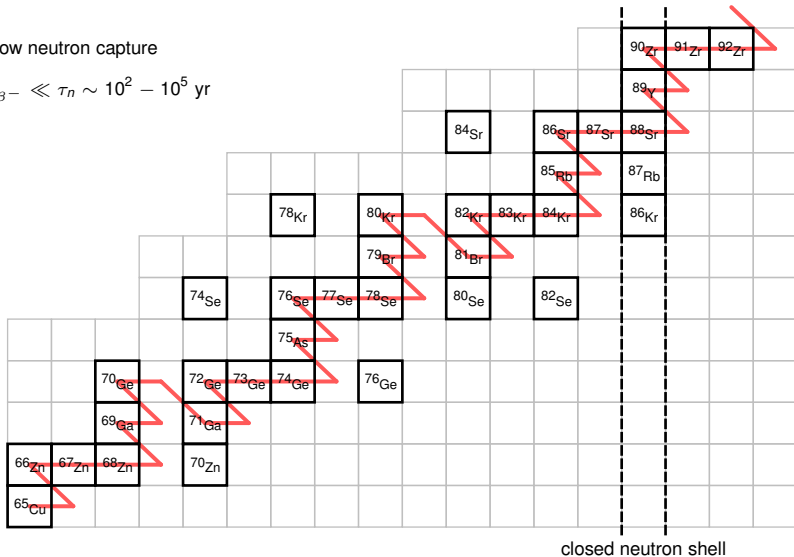 ow neutron capture
β− ≪ τn ∼ 10² − 10⁵ yr
⁹⁰Zr ⁹¹Zr ⁹²Zr
⁸⁹Y
⁸⁴Sr ⁸⁶Sr ⁸⁷Sr ⁸⁸Sr
⁸⁵Rb ⁸⁷Rb
⁷⁸Kr ⁸⁰Kr ⁸²Kr ⁸³Kr ⁸⁴Kr ⁸⁶Kr
⁷⁹Br ⁸¹Br
⁷⁴Se ⁷⁶Se ⁷⁷Se ⁷⁸Se ⁸⁰Se ⁸²Se
⁷⁵As
⁷⁰Ge ⁷²Ge ⁷³Ge ⁷⁴Ge ⁷⁶Ge
⁶⁹Ga ⁷¹Ga
⁶⁶Zn ⁶⁷Zn ⁶⁸Zn ⁷⁰Zn
⁶⁵Cu
closed neutron shell